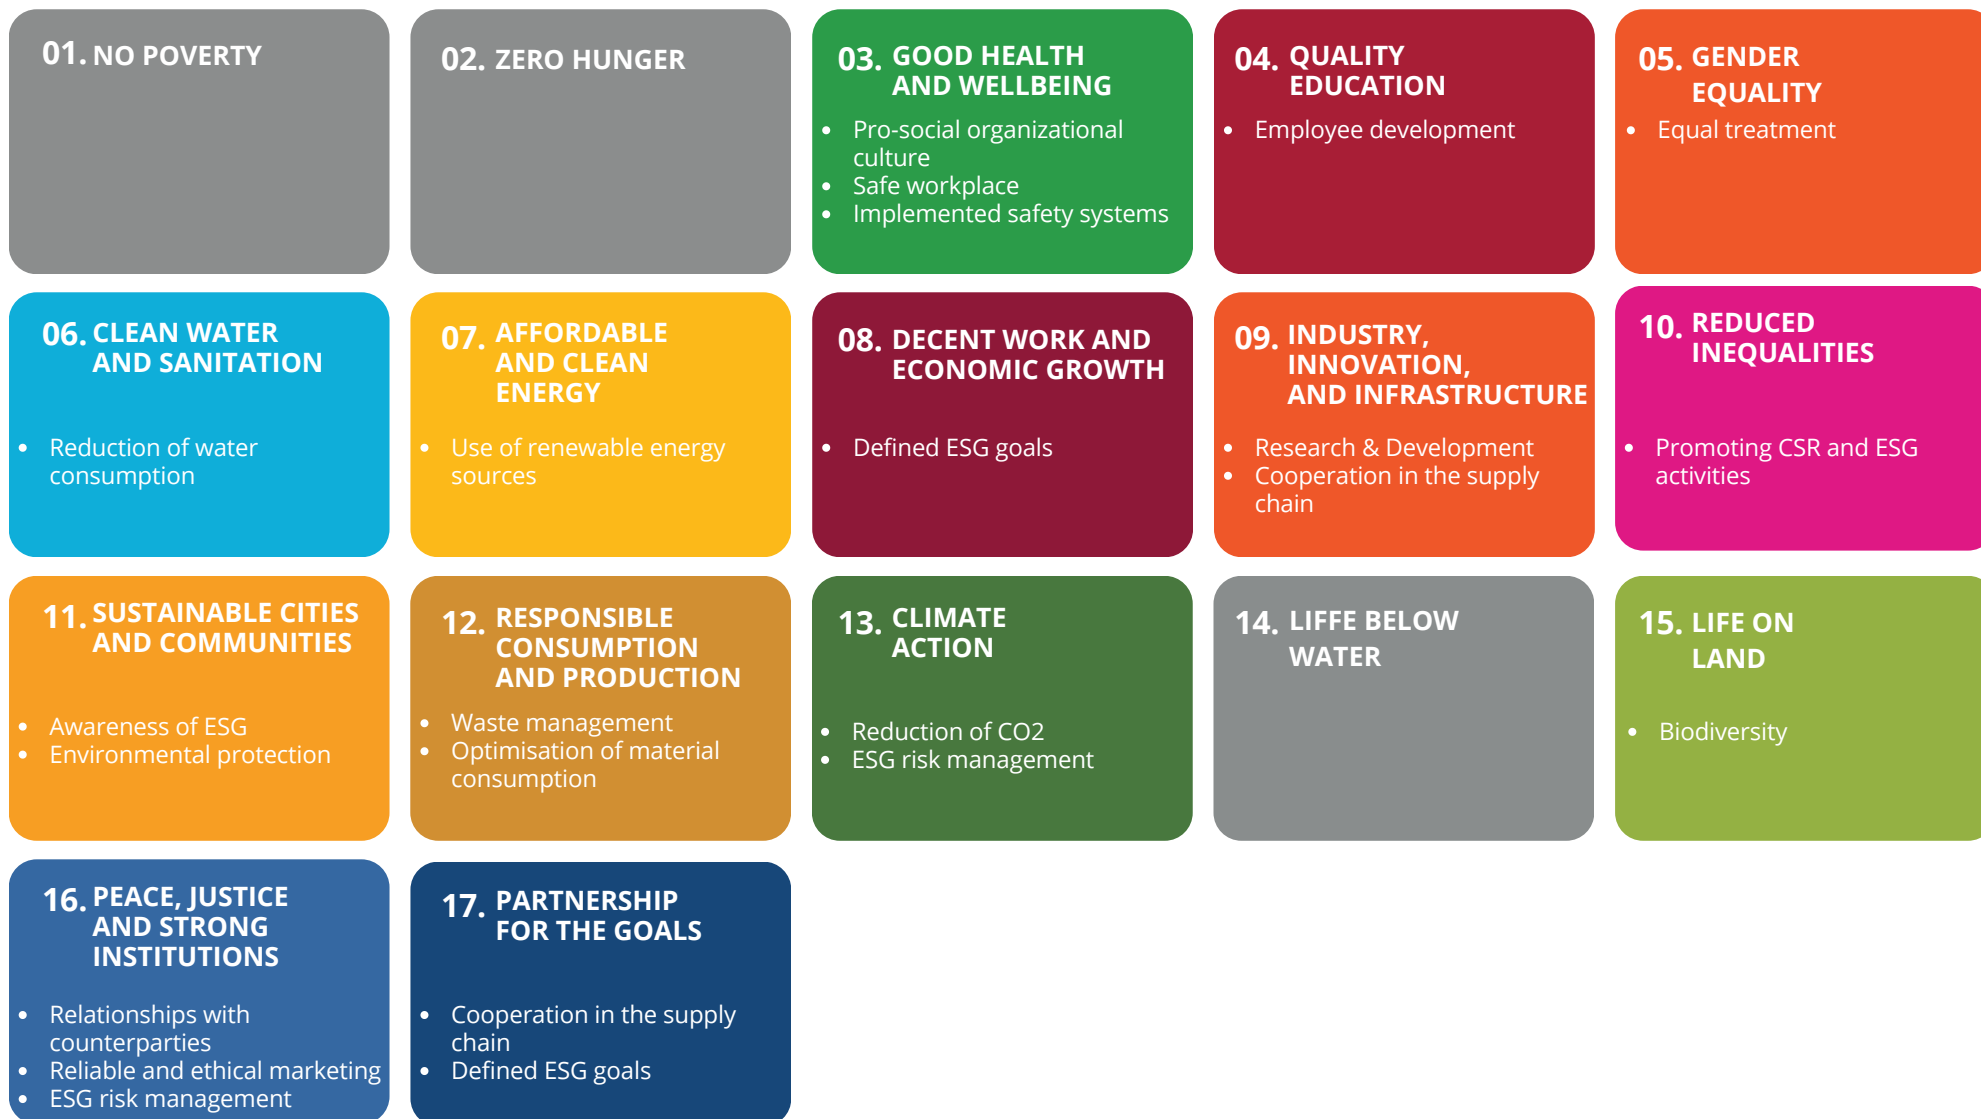 01. NO POVERTY
02. ZERO HUNGER
03. GOOD HEALTH
AND WELLBEING
• Pro-social organizational
culture
• Safe workplace
• Implemented safety systems
04. QUALITY
EDUCATION
• Employee development
05. GENDER
EQUALITY
• Equal treatment
06. CLEAN WATER
AND SANITATION
• Reduction of water
consumption
07. AFFORDABLE
AND CLEAN
ENERGY
• Use of renewable energy
sources
08. DECENT WORK AND
ECONOMIC GROWTH
• Defined ESG goals
09. INDUSTRY,
INNOVATION,
AND INFRASTRUCTURE
• Research & Development
• Cooperation in the supply
chain
10. REDUCED
INEQUALITIES
• Promoting CSR and ESG
activities
11. SUSTAINABLE CITIES
AND COMMUNITIES
• Awareness of ESG
• Environmental protection
12. RESPONSIBLE
CONSUMPTION
AND PRODUCTION
• Waste management
• Optimisation of material
consumption
13. CLIMATE
ACTION
• Reduction of CO2
• ESG risk management
14. LIFFE BELOW
WATER
15. LIFE ON
LAND
• Biodiversity
16. PEACE, JUSTICE
AND STRONG
INSTITUTIONS
• Relationships with
counterparties
• Reliable and ethical marketing
• ESG risk management
17. PARTNERSHIP
FOR THE GOALS
• Cooperation in the supply
chain
• Defined ESG goals